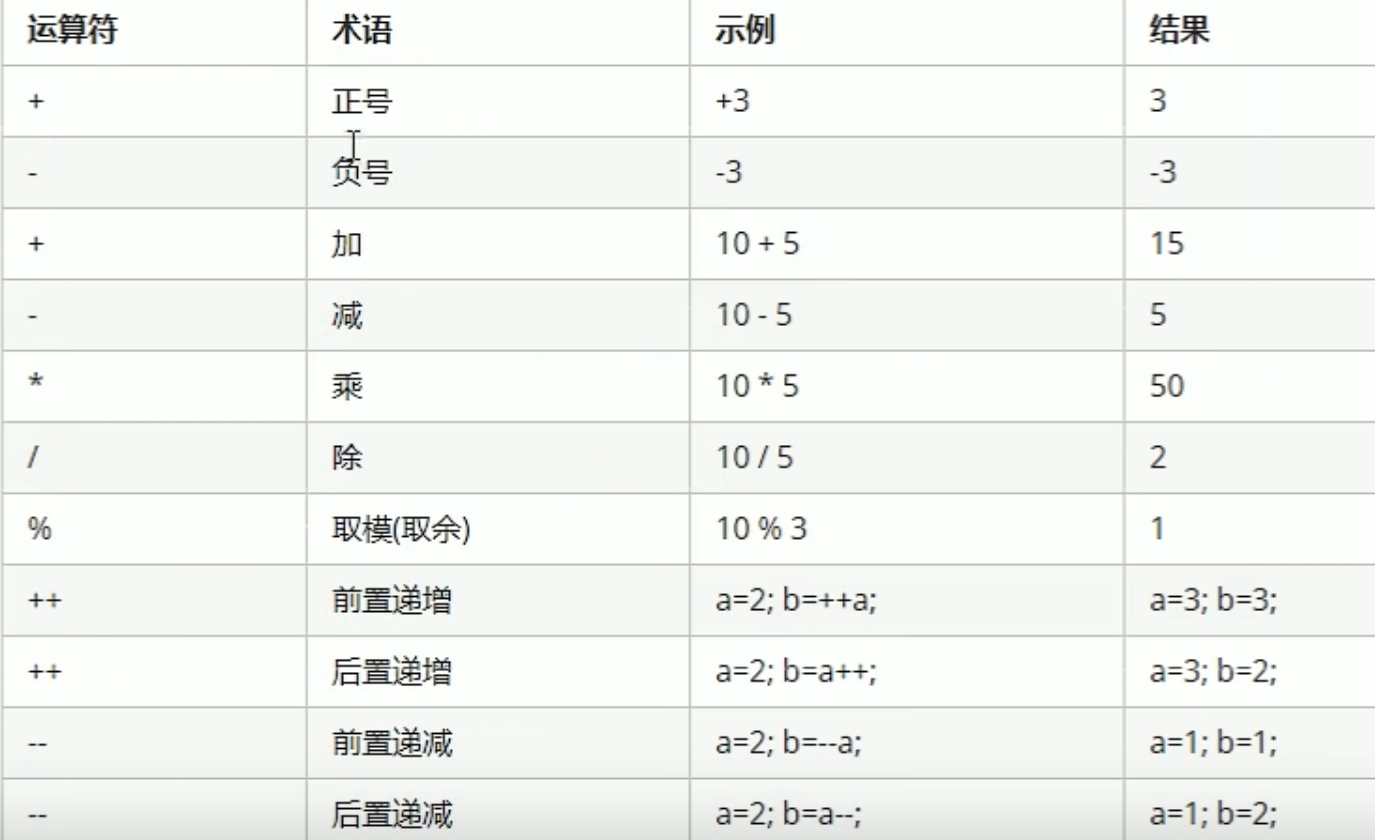 运算符 术语 示例 结果
+ 正号 +3 3
- 负号 -3 -3
+ 加 10 + 5 15
- 减 10 - 5 5
* 乘 10 * 5 50
/ 除 10 / 5 2
% 取模(取余) 10 % 3 1
++ 前置递增 a=2; b=++a; a=3; b=3;
++ 后置递增 a=2; b=a++; a=3; b=2;
-- 前置递减 a=2; b=--a; a=1; b=1;
-- 后置递减 a=2; b=a--; a=1; b=2;